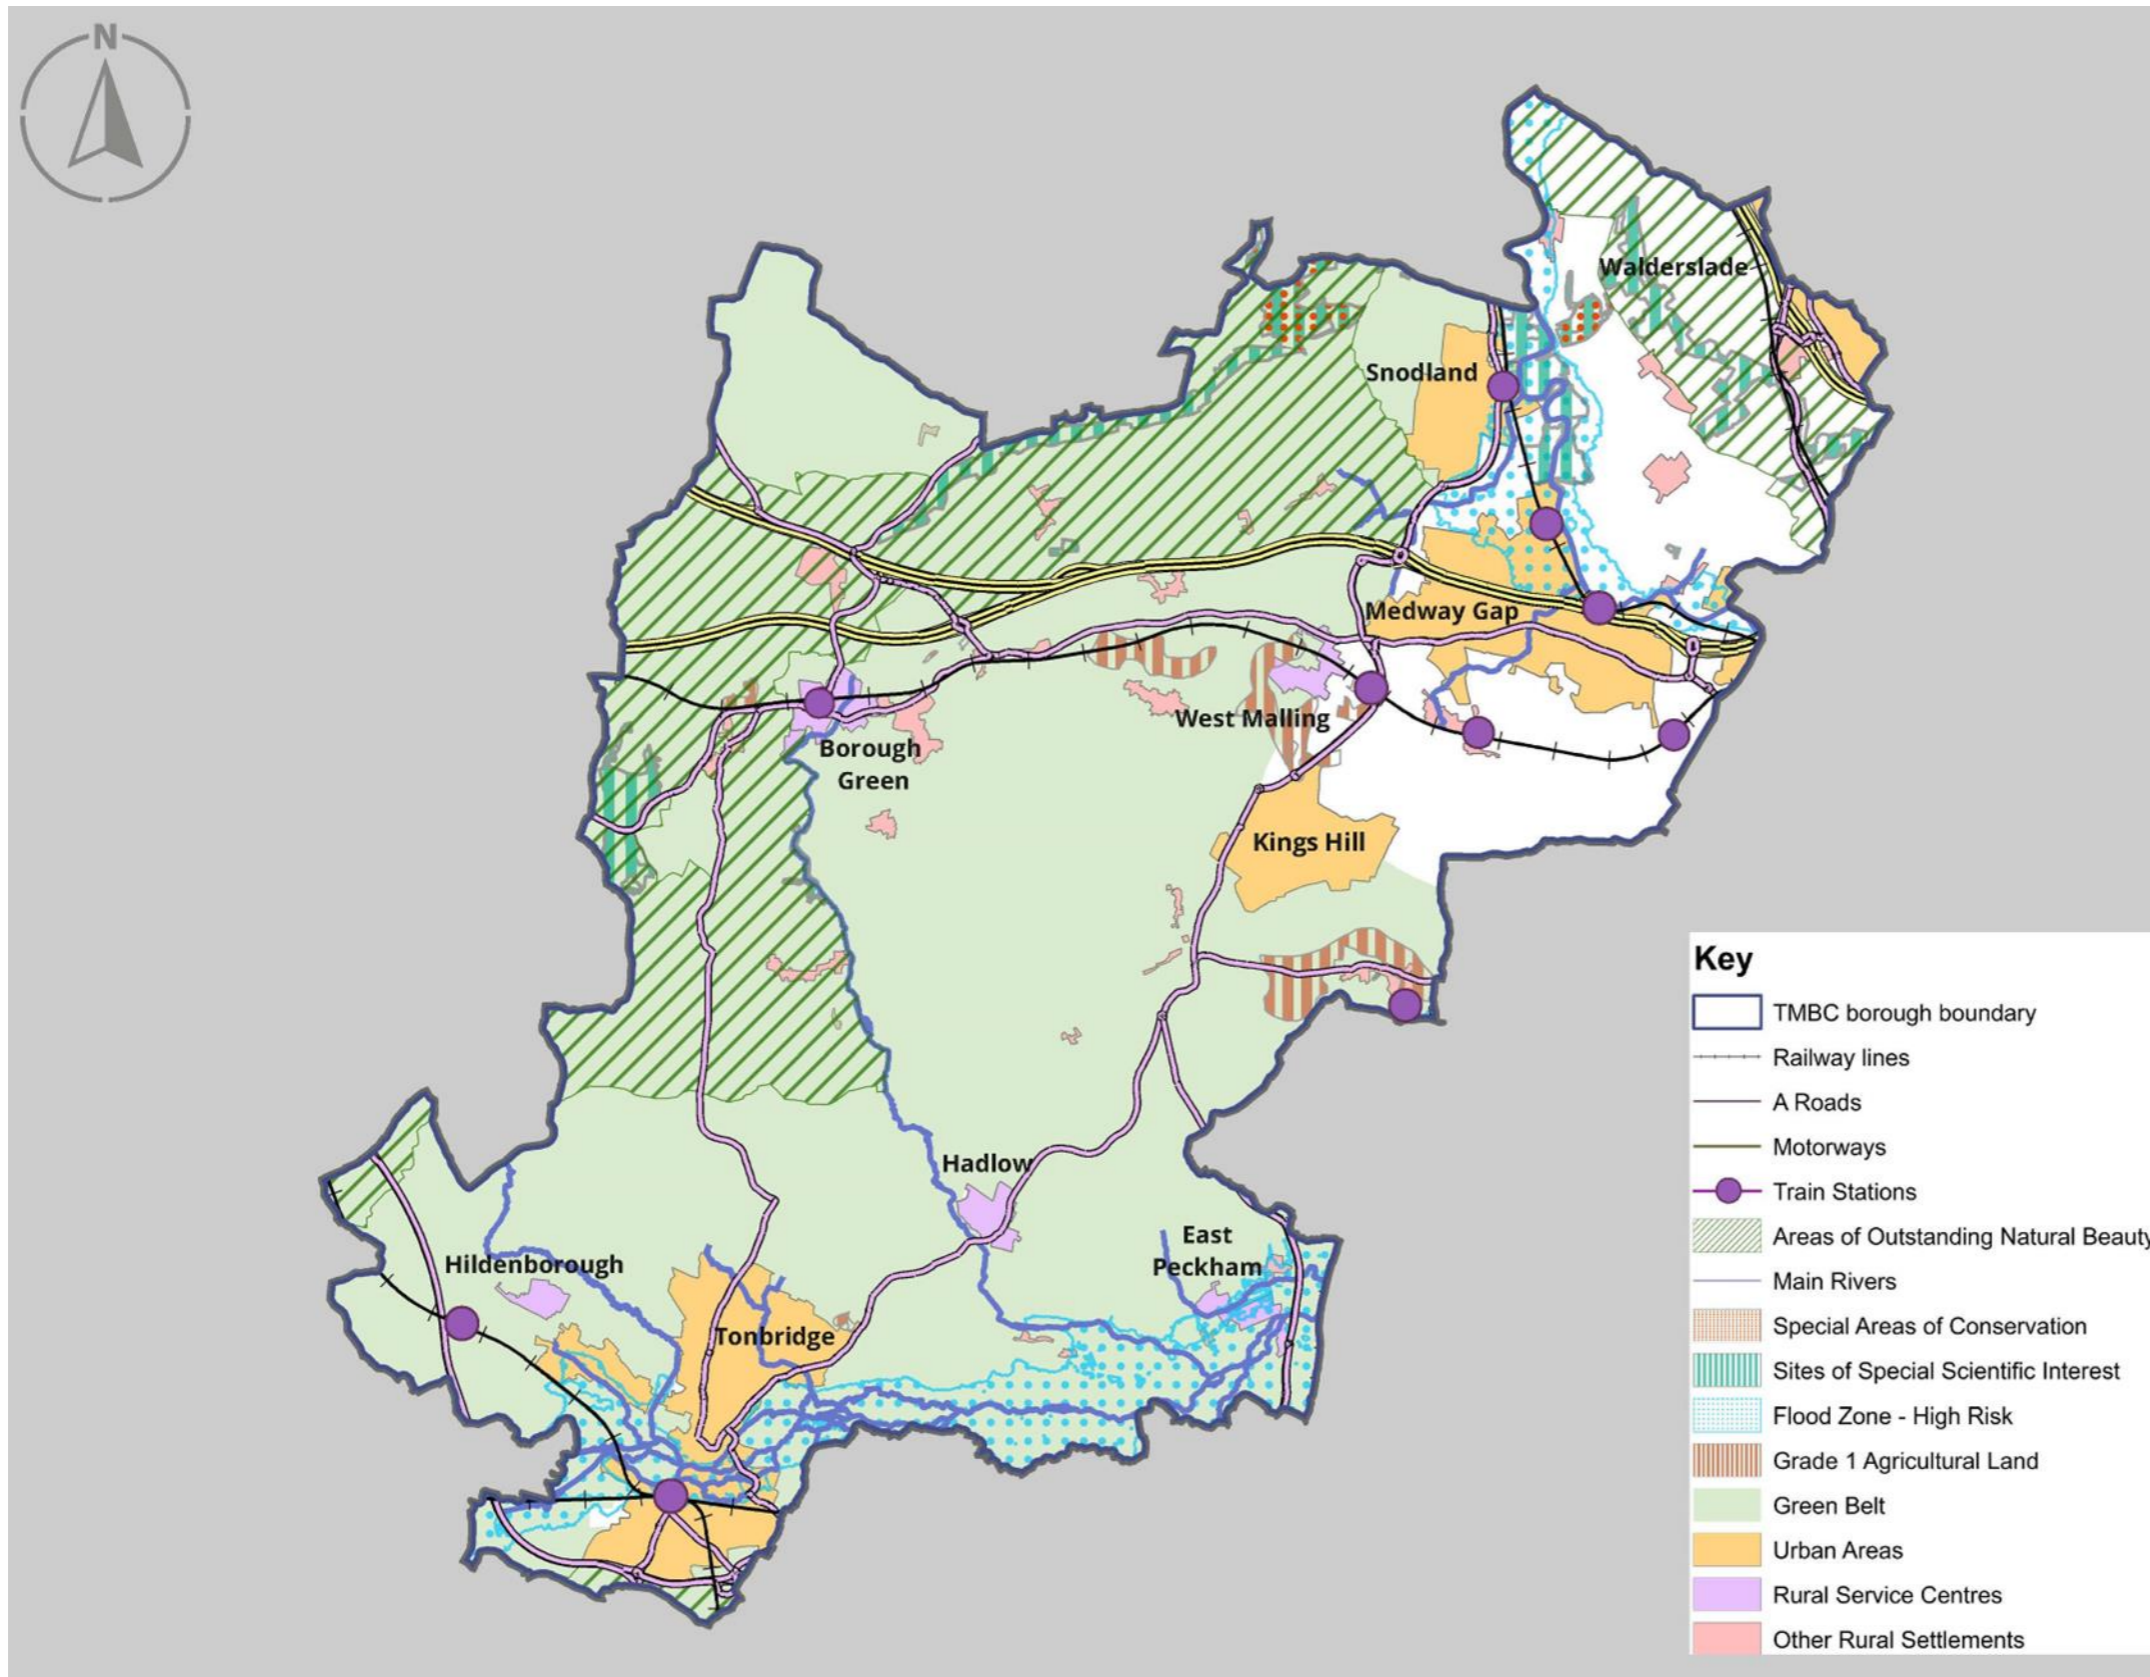 N
Walderslade
Snodland
Medway Gap
West Malling
Borough
Green
Kings Hill
Hadlow
East
Peckham
Hildenborough
Tonbridge
Key
TMBC borough boundary
Railway lines
A Roads
Motorways
Train Stations
Areas of Outstanding Natural Beauty
Main Rivers
Special Areas of Conservation
Sites of Special Scientific Interest
Flood Zone - High Risk
Grade 1 Agricultural Land
Green Belt
Urban Areas
Rural Service Centres
Other Rural Settlements